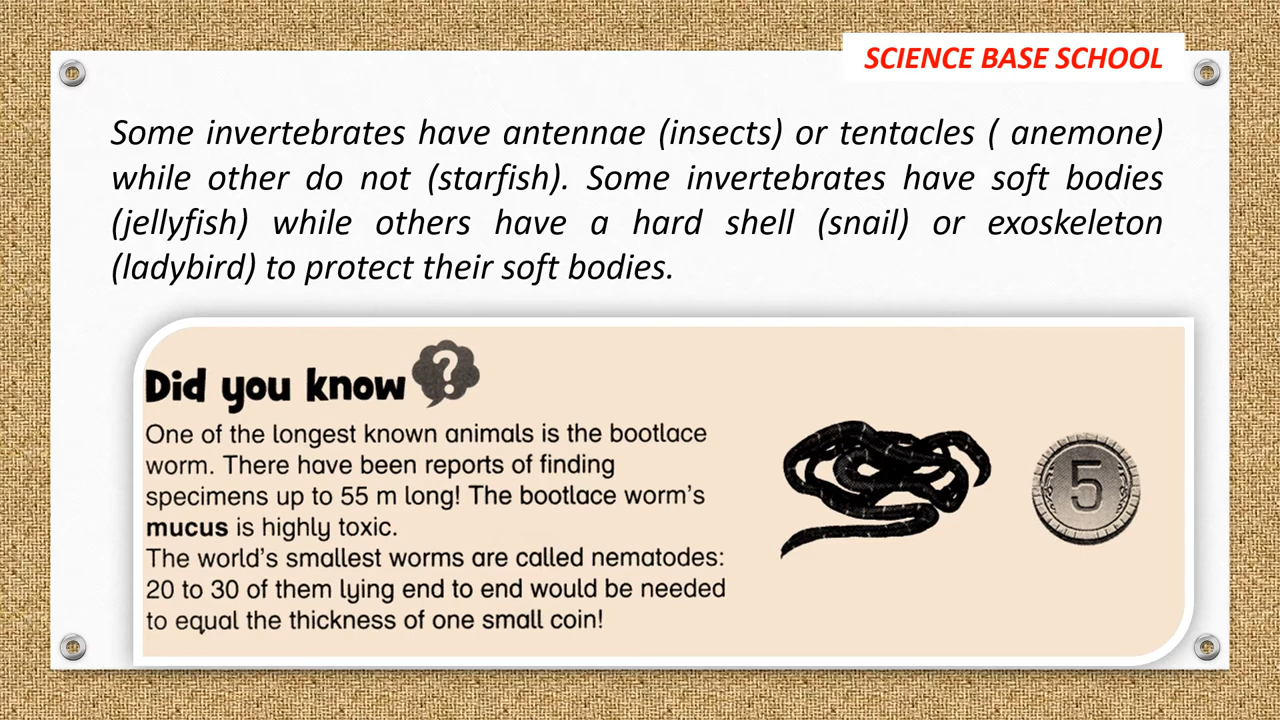 SCIENCE BASE SCHOOL
Some invertebrates have antennae (insects) or tentacles ( anemone)
while other do not (starfish). Some invertebrates have soft bodies
(jellyfish) while others have a hard shell (snail) or exoskeleton
(ladybird) to protect their soft bodies.
Did you know ?
One of the longest known animals is the bootlace
worm. There have been reports of finding
specimens up to 55 m long! The bootlace worm's
mucus is highly toxic.
The world's smallest worms are called nematodes:
20 to 30 of them lying end to end would be needed
to equal the thickness of one small coin!
5